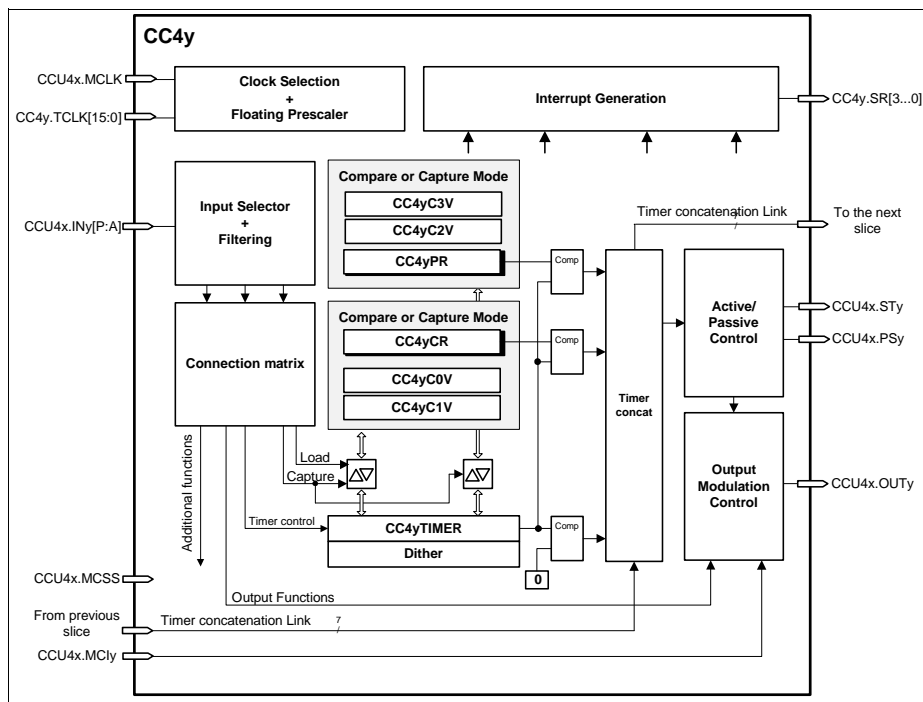 CC4y
CCU4x.MCLK
CC4y.TCLK[15:0]
Clock Selection
+
Floating Prescaler
Interrupt Generation
CC4y.SR[3...0]
CCU4x.INy[P:A]
Input Selector
+
Filtering
Compare or Capture Mode
CC4yC3V
CC4yC2V
CC4yPR
Comp
Timer concatenation Link
7
To the next
slice
Connection matrix
Compare or Capture Mode
CC4yCR
CC4yC0V
CC4yC1V
Comp
Timer
concat
Active/
Passive
Control
CCU4x.STy
CCU4x.PSy
Additional functions
Load
Capture
Timer control
CC4yTIMER
Dither
Comp
0
Output
Modulation
Control
CCU4x.OUTy
CCU4x.MCSS
Output Functions
From previous
slice
Timer concatenation Link
7
CCU4x.MCIy